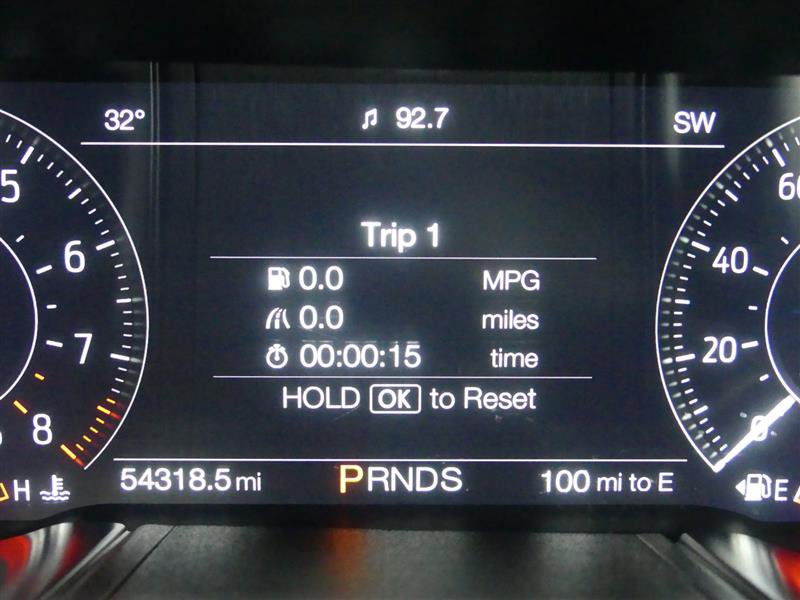 32° 92.7 SW
Trip 1
0.0 MPG
0.0 miles
00:00:15 time
HOLD OK to Reset
54318.5 mi PRNDS 100 mi to E
5
6
7
8
H
60
40
20
0
E